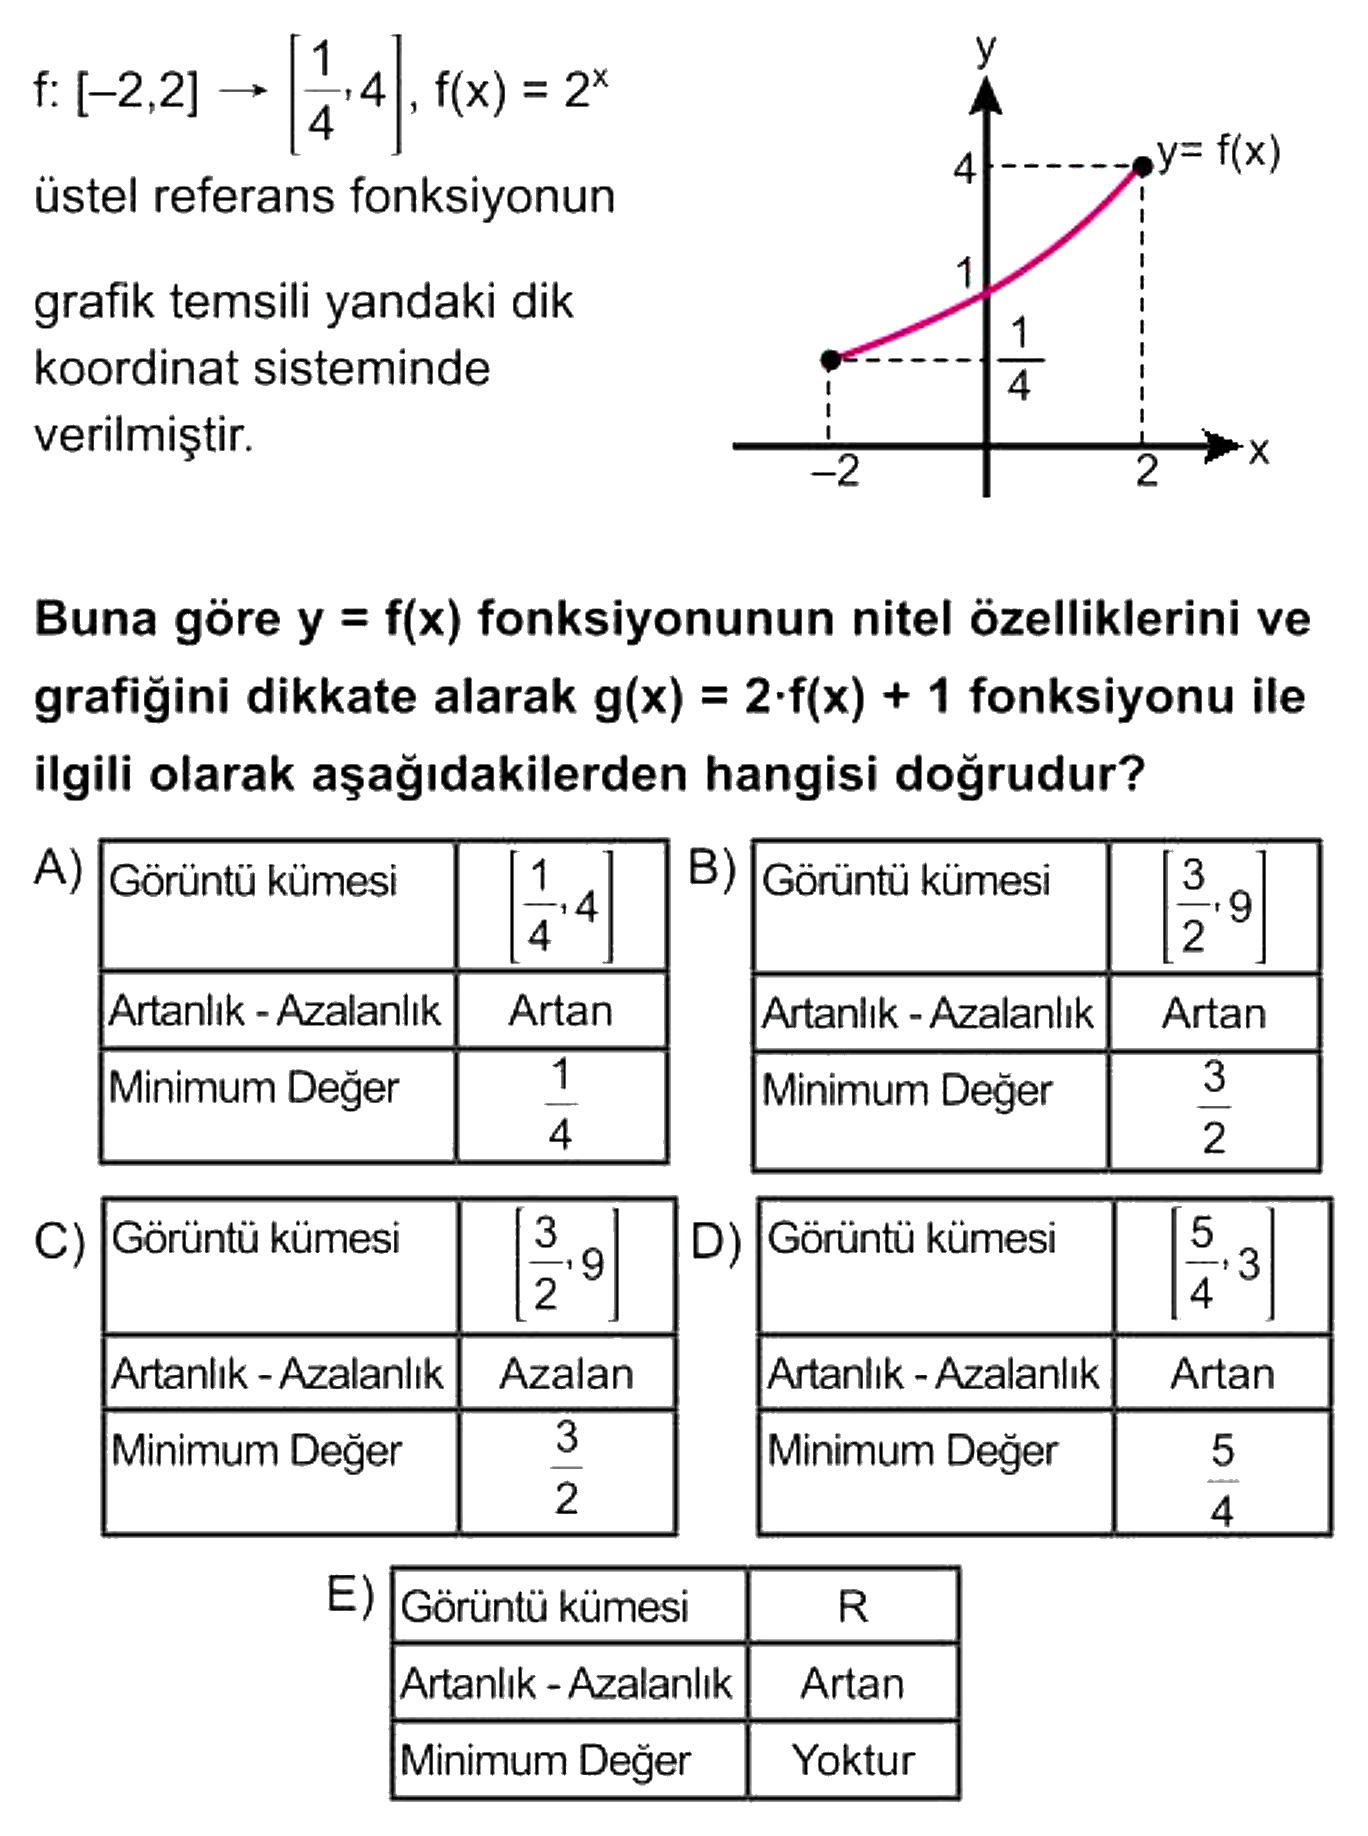 f: [–2,2] → [1/4, 4], f(x) = 2ˣ
üstel referans fonksiyonun
grafik temsili yandaki dik
koordinat sisteminde
verilmiştir.
y
4
y= f(x)
1
1/4
–2
2
x
Buna göre y = f(x) fonksiyonunun nitel özelliklerini ve
grafiğini dikkate alarak g(x) = 2·f(x) + 1 fonksiyonu ile
ilgili olarak aşağıdakilerden hangisi doğrudur?
A)
Görüntü kümesi [1/4, 4]
Artanlık - Azalanlık Artan
Minimum Değer 1/4
B)
Görüntü kümesi [3/2, 9]
Artanlık - Azalanlık Artan
Minimum Değer 3/2
C)
Görüntü kümesi [3/2, 9]
Artanlık - Azalanlık Azalan
Minimum Değer 3/2
D)
Görüntü kümesi [5/4, 3]
Artanlık - Azalanlık Artan
Minimum Değer 5/4
E)
Görüntü kümesi R
Artanlık - Azalanlık Artan
Minimum Değer Yoktur